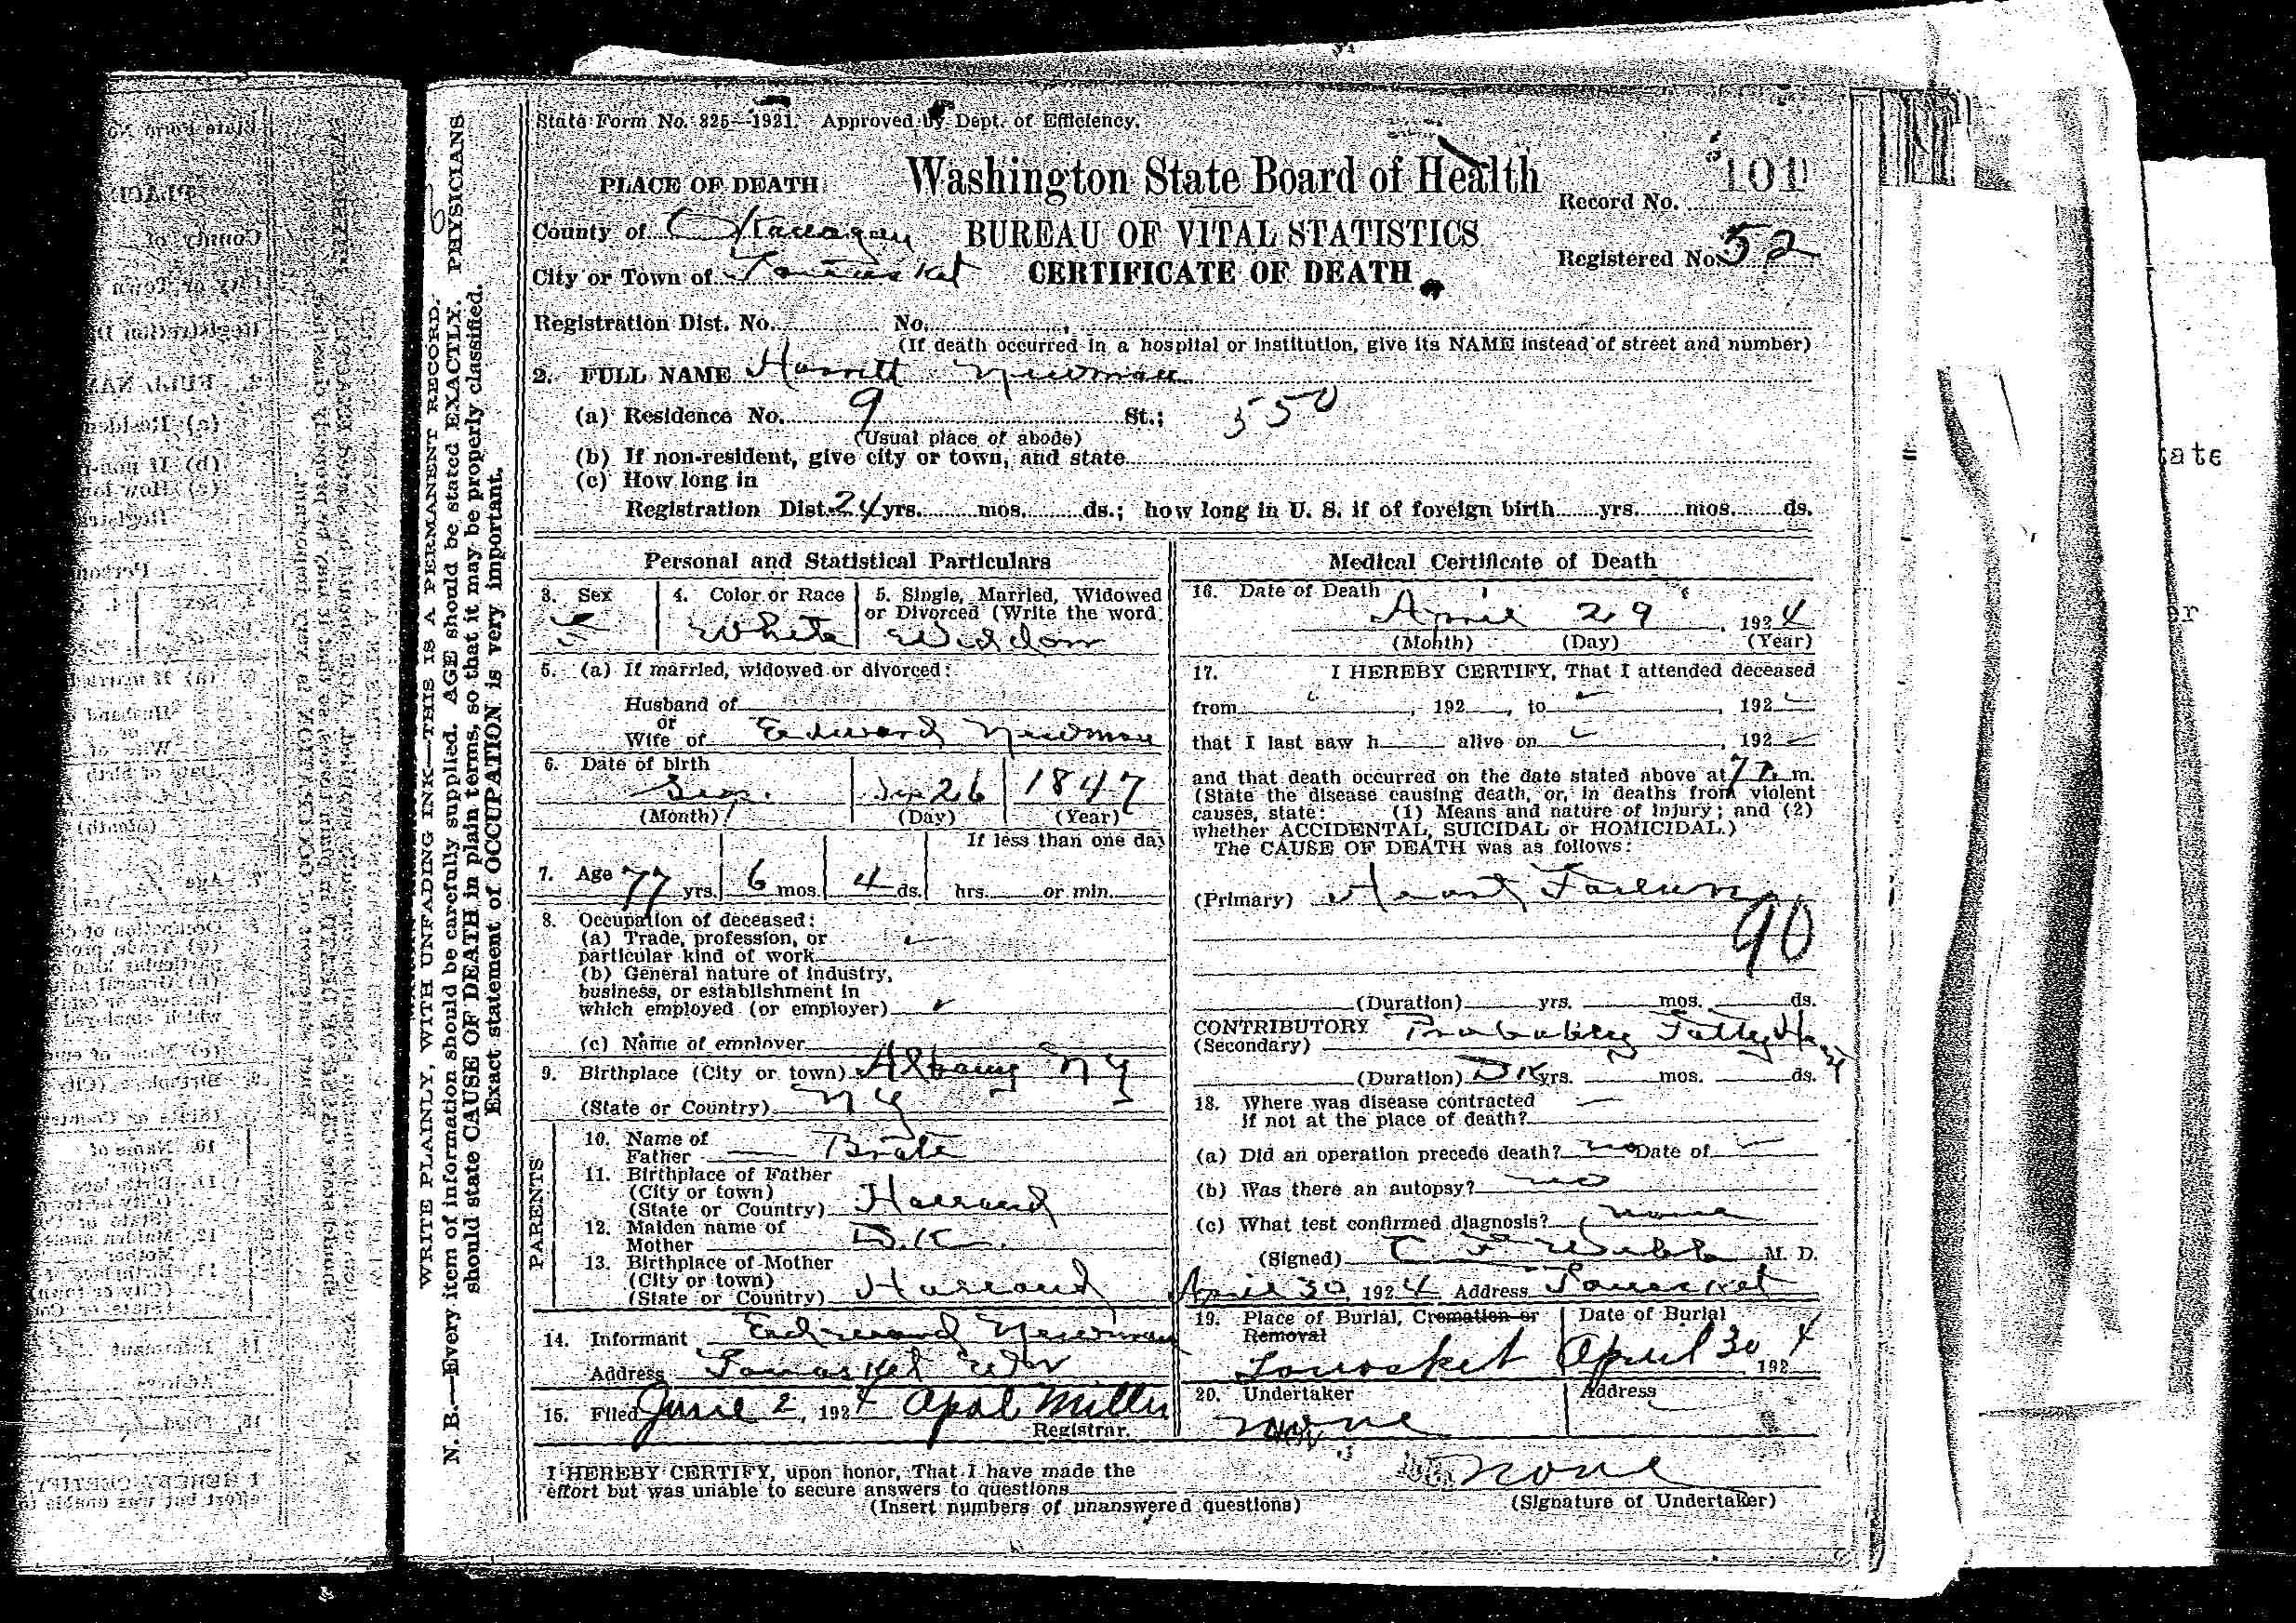 State Form No. 825—1921. Approved by Dept. of Efficiency.
PLACE OF DEATH
Washington State Board of Health
BUREAU OF VITAL STATISTICS
CERTIFICATE OF DEATH
Record No. 101
Registered No. 52
County of Okanogan
City or Town of Tonasket
Registration Dist. No. No.
(If death occurred in a hospital or institution, give its NAME instead of street and number)
2. FULL NAME Harriett Newman
(a) Residence No. 9 St.; 550
(Usual place of abode)
(b) If non-resident, give city or town, and state
(c) How long in
Registration Dist. 24 yrs. mos. ds.; how long in U. S. if of foreign birth yrs. mos. ds.
Personal and Statistical Particulars
3. Sex F
4. Color or Race White
5. Single, Married, Widowed
or Divorced (Write the word.
Widdow
5. (a) If married, widowed or divorced:
Husband of
or
Wife of Edward Newman
6. Date of birth
Sep. Sep 26 1847
(Month) (Day) (Year)
If less than one day
7. Age 77 yrs. 6 mos. 4 ds. hrs. or min.
8. Occupation of deceased:
(a) Trade, profession, or
particular kind of work
(b) General nature of industry,
business, or establishment in
which employed (or employer)
(c) Name of employer
9. Birthplace (City or town) Albany N Y
(State or Country) N Y
PARENTS
10. Name of
Father Brate
11. Birthplace of Father
(City or town)
(State or Country) Holland
12. Maiden name of
Mother D.K.
13. Birthplace of Mother
(City or town)
(State or Country) Holland
14. Informant Edward Newman
Address Tonasket Wn
15. Filed June 2, 1924 Opal Miller
Registrar.
Medical Certificate of Death
16. Date of Death
April 29, 1924
(Month) (Day) (Year)
17. I HEREBY CERTIFY, That I attended deceased
from , 192 , to , 192
that I last saw h alive on , 192
and that death occurred on the date stated above at 7 P. m.
(State the disease causing death, or, in deaths from violent
causes, state: (1) Means and nature of injury; and (2)
whether ACCIDENTAL, SUICIDAL or HOMICIDAL.)
The CAUSE OF DEATH was as follows:
(Primary) Heart Failure
90
(Duration) yrs. mos. ds.
CONTRIBUTORY Probably Fatty Heart
(Secondary)
(Duration) DK yrs. mos. ds.
18. Where was disease contracted
if not at the place of death?
(a) Did an operation precede death? no Date of
(b) Was there an autopsy? no
(c) What test confirmed diagnosis? none
(Signed) C P Webb M. D.
April 30, 1924 Address Tonasket
19. Place of Burial, Cremation or
Removal
Tonasket
Date of Burial
April 30 1924
20. Undertaker
none
Address
I HEREBY CERTIFY, upon honor, That I have made the
effort but was unable to secure answers to questions
(Insert numbers of unanswered questions)
none
(Signature of Undertaker)
WRITE PLAINLY, WITH UNFADING INK—THIS IS A PERMANENT RECORD.
N. B.—Every item of information should be carefully supplied. AGE should be stated EXACTLY. PHYSICIANS
should state CAUSE OF DEATH in plain terms, so that it may be properly classified.
Exact statement of OCCUPATION is very important.